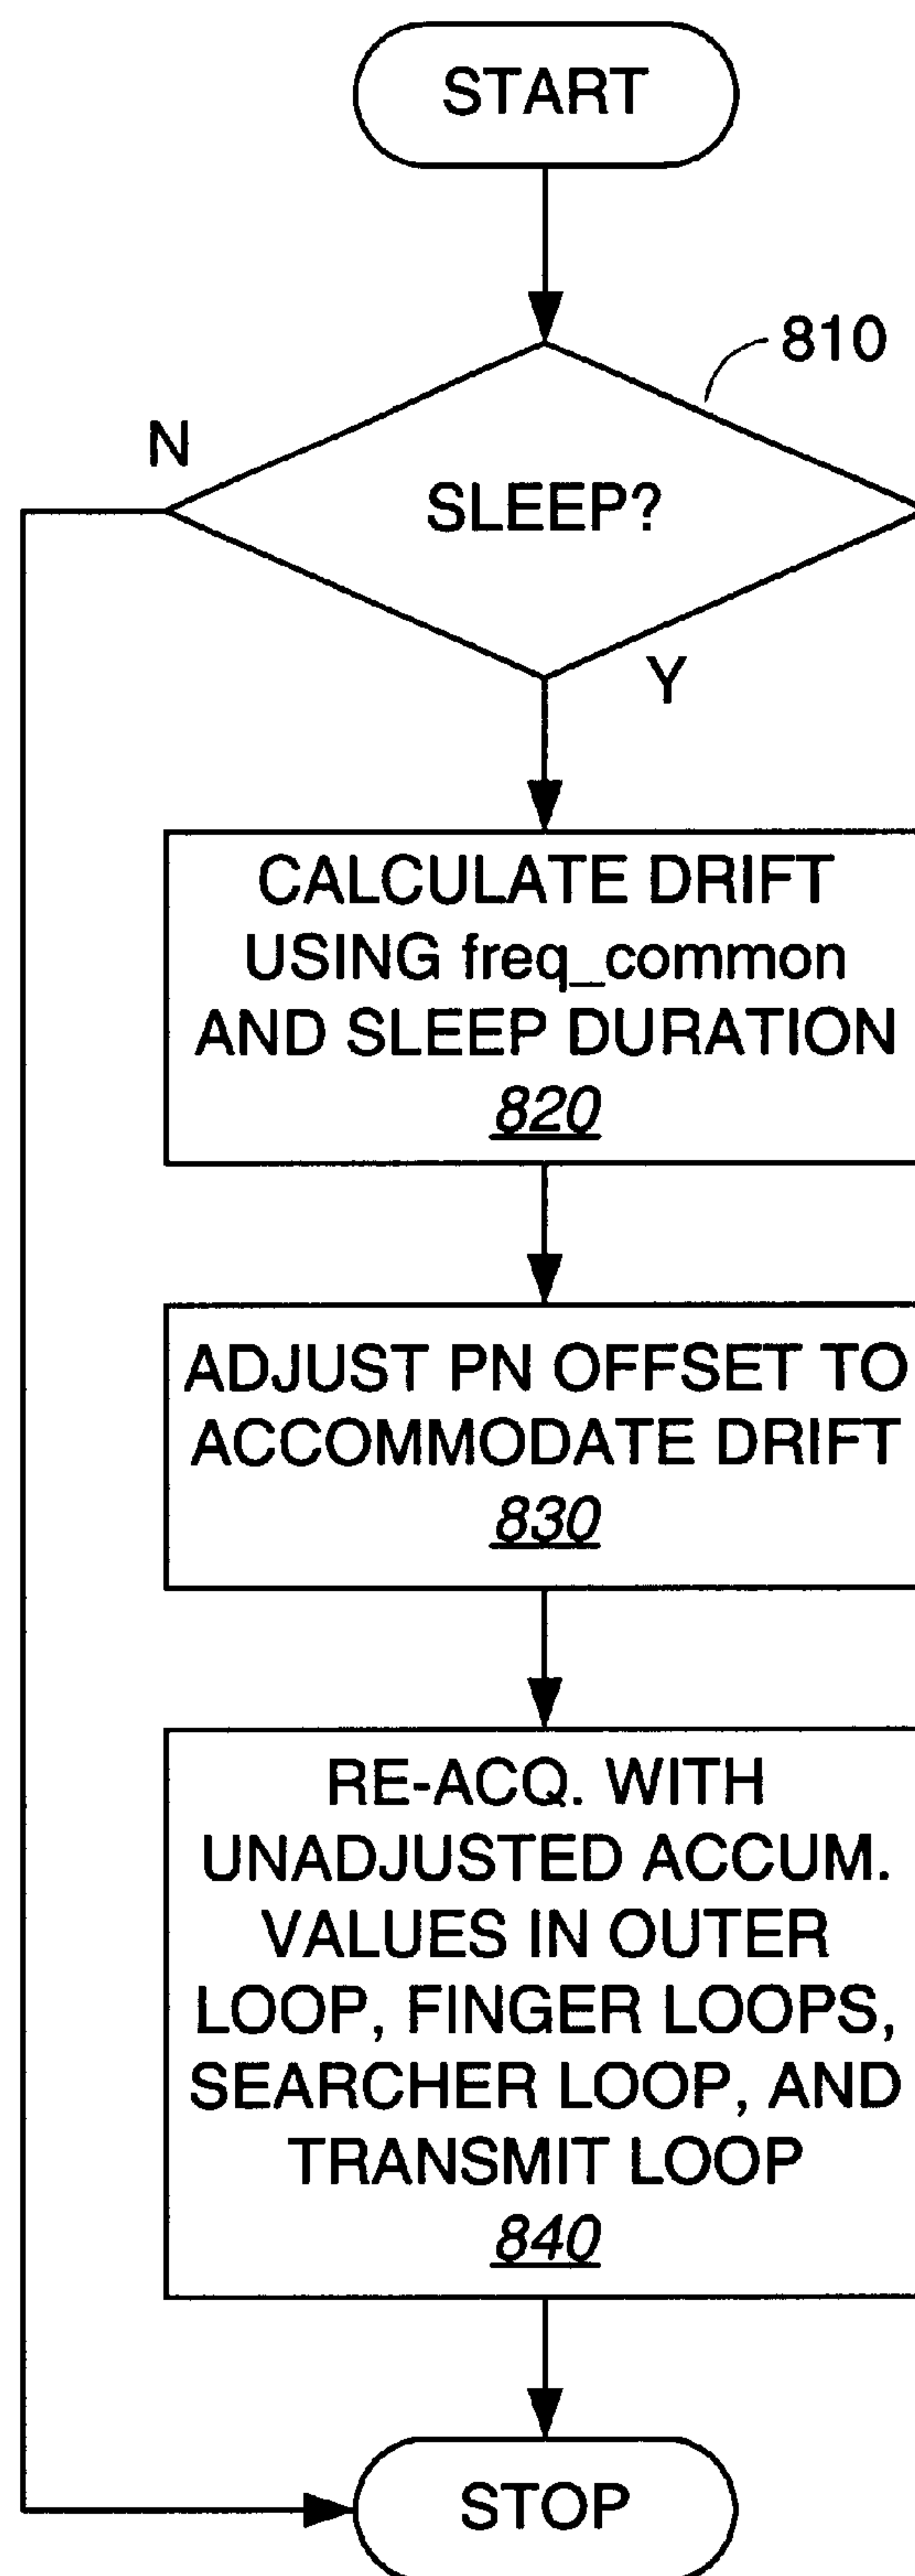 START
810
N
SLEEP?
Y
CALCULATE DRIFT
USING freq_common
AND SLEEP DURATION
820
ADJUST PN OFFSET TO
ACCOMMODATE DRIFT
830
RE-ACQ. WITH
UNADJUSTED ACCUM.
VALUES IN OUTER
LOOP, FINGER LOOPS,
SEARCHER LOOP, AND
TRANSMIT LOOP
840
STOP